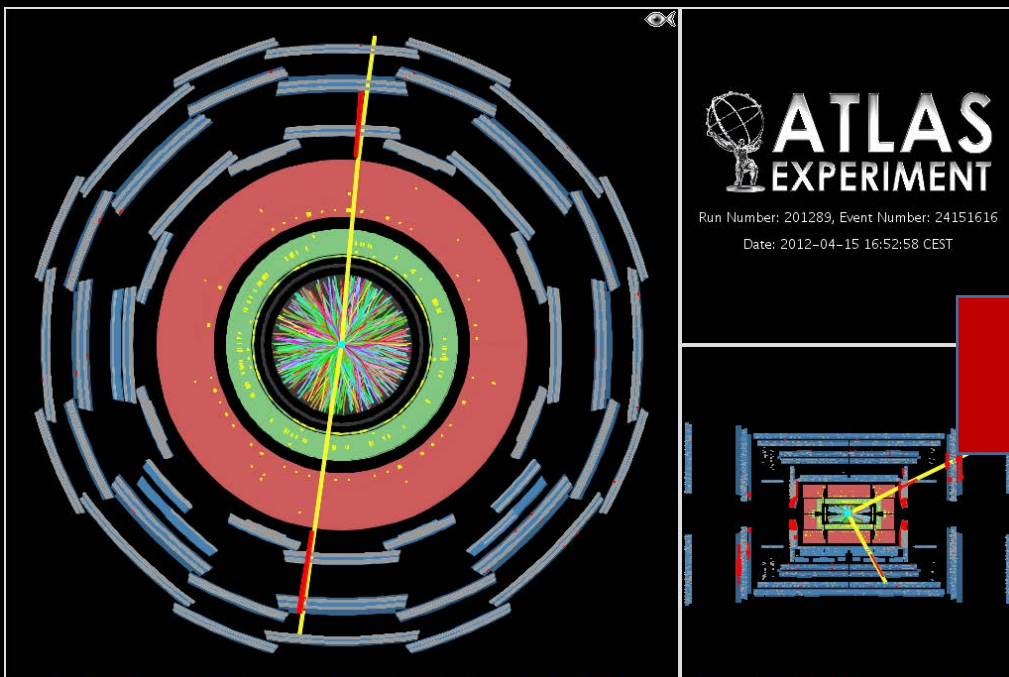 ATLAS
EXPERIMENT
Run Number: 201289, Event Number: 24151616
Date: 2012-04-15 16:52:58 CEST